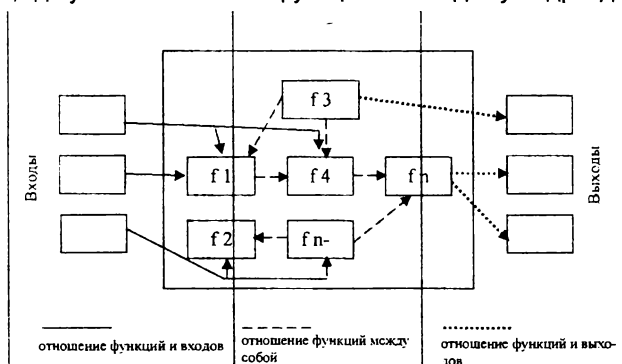 f 3
Входы
f 1
f 4
f n
Выходы
f 2
f n-
отношение функций и входов
отношение функций между
собой
отношение функций и выхо-
дов